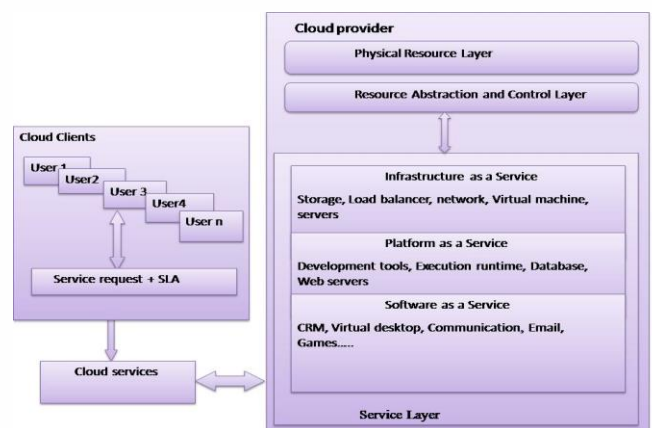 Cloud provider
Physical Resource Layer
Resource Abstraction and Control Layer
Cloud Clients
User 1
User2
User 3
User4
User n
Service request + SLA
Cloud services
Infrastructure as a Service
Storage, Load balancer, network, Virtual machine,
servers
Platform as a Service
Development tools, Execution runtime, Database,
Web servers
Software as a Service
CRM, Virtual desktop, Communication, Email,
Games.....
Service Layer